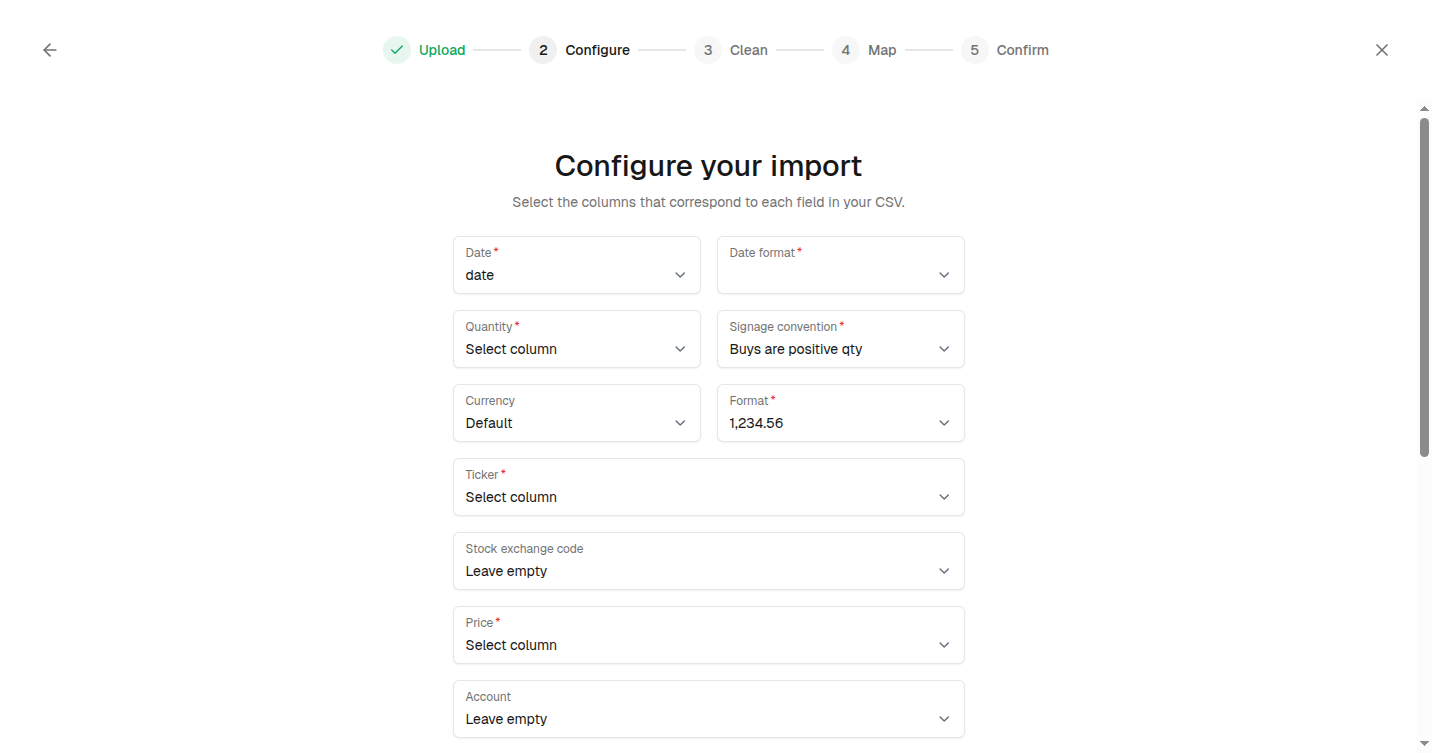 Upload 2 Configure 3 Clean 4 Map 5 Confirm
Configure your import
Select the columns that correspond to each field in your CSV.
Date* Date format*
date
Quantity* Signage convention*
Select column Buys are positive qty
Currency Format*
Default 1,234.56
Ticker*
Select column
Stock exchange code
Leave empty
Price*
Select column
Account
Leave empty